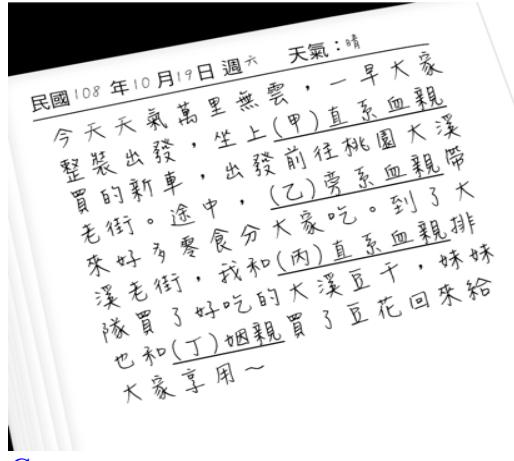 民國108年10月19日 週六 天氣：晴
今天天氣萬里無雲，一早大家
整裝出發，坐上(甲)直系血親
買的新車，出發前往桃園大溪
老街。途中，(乙)旁系血親帶
來好多零食分大家吃。到了大
溪老街，我和(丙)直系血親排
隊買了好吃的大溪豆干，妹妹
也和(丁)姻親買了豆花回來給
大家享用～